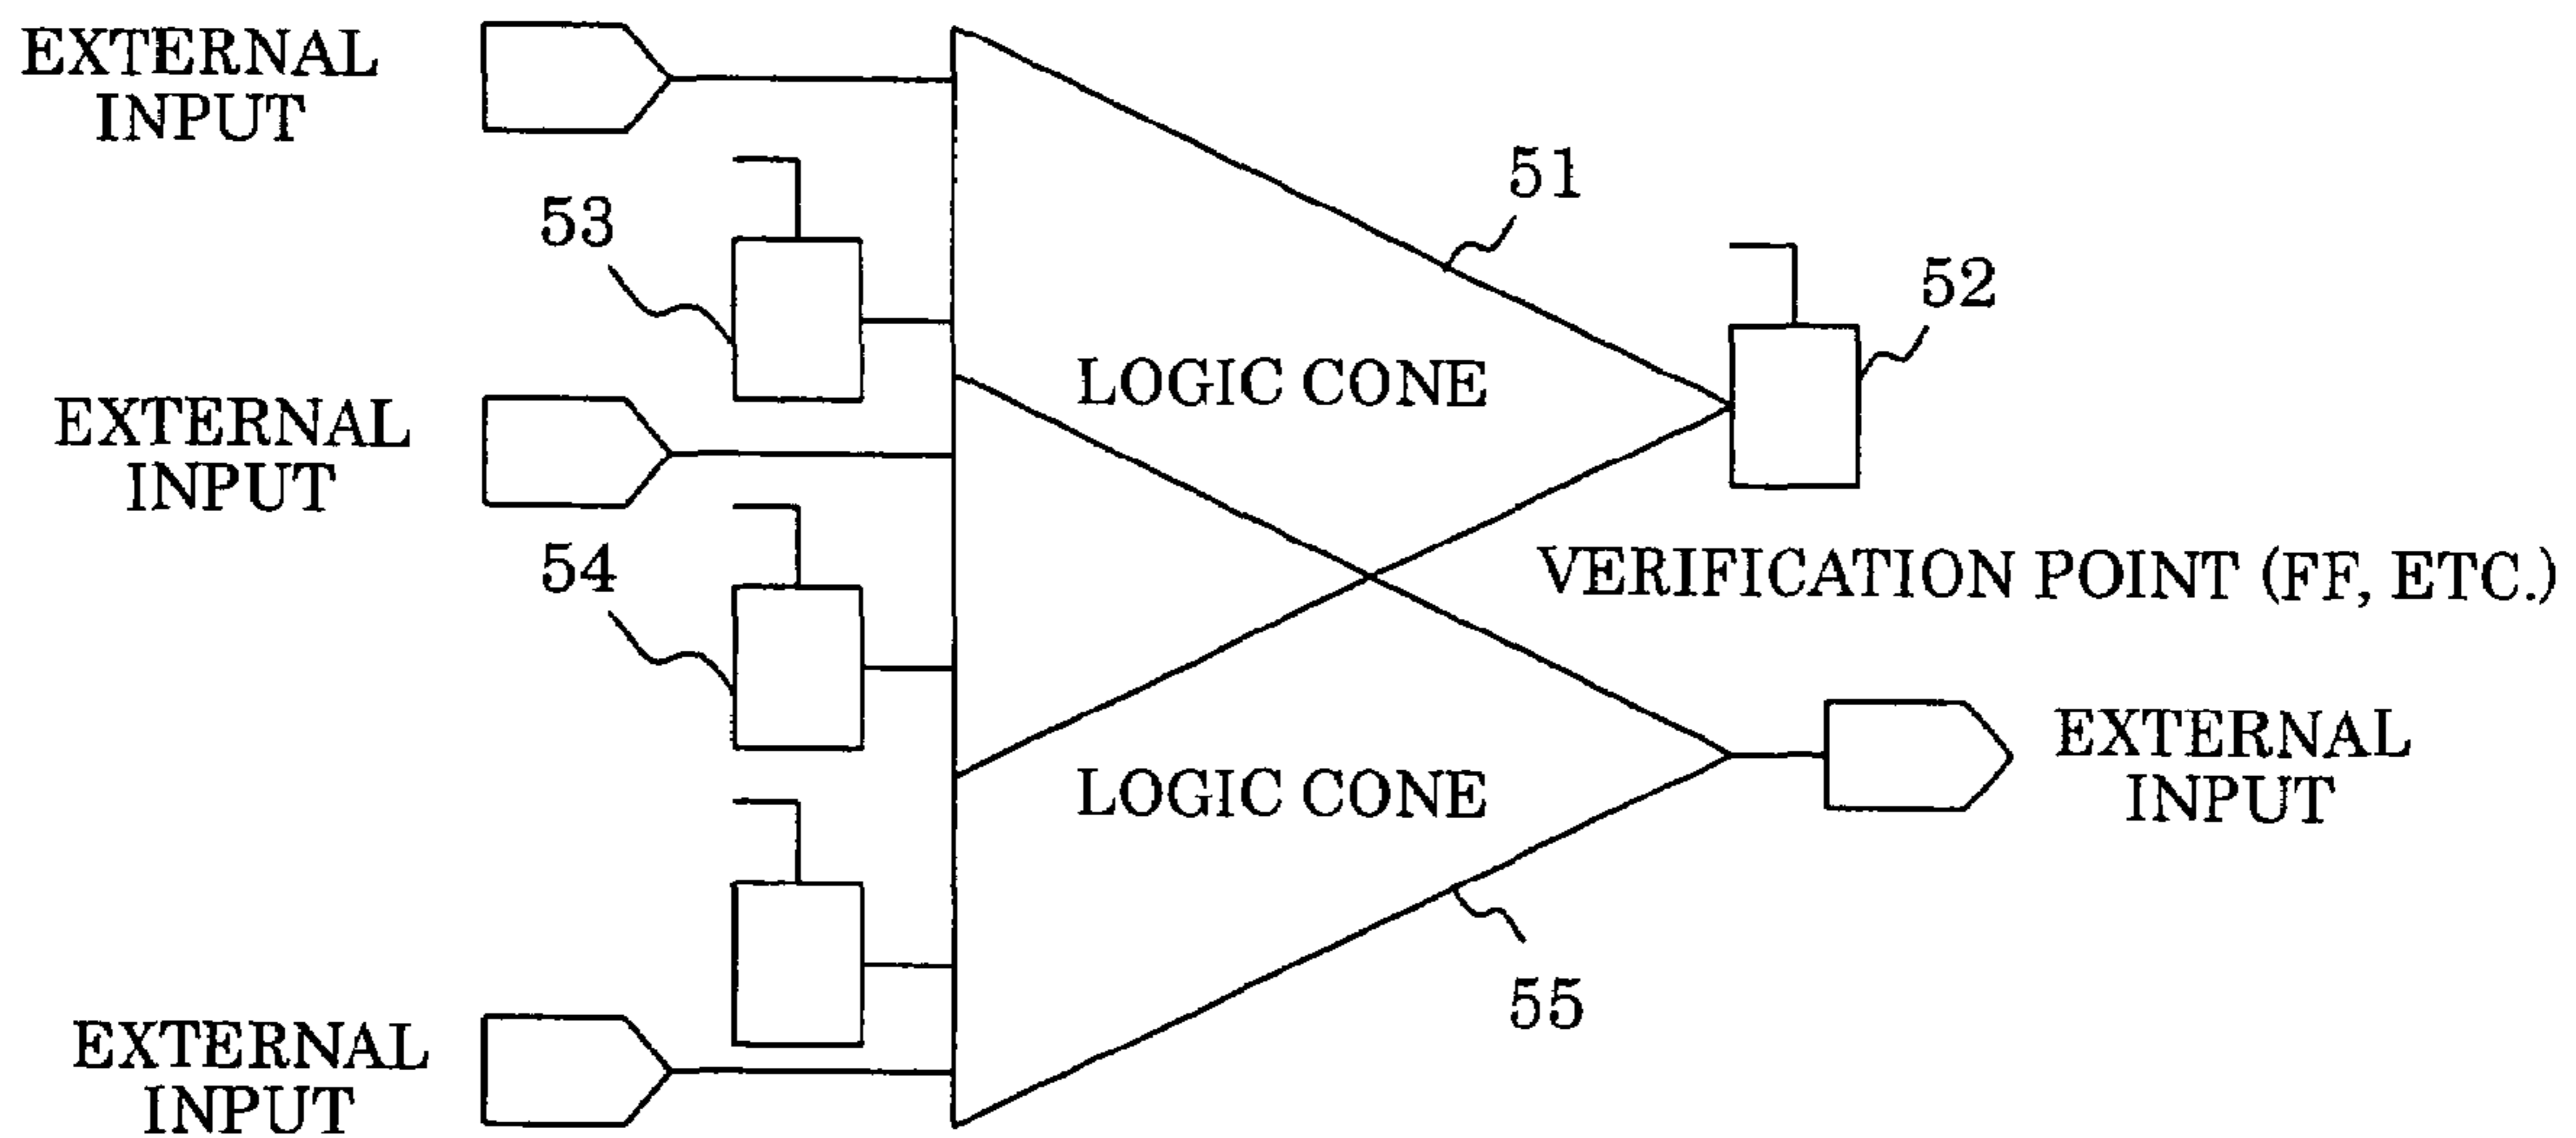 EXTERNAL
INPUT
51
53
52
LOGIC CONE
EXTERNAL
INPUT
54
VERIFICATION POINT (FF, ETC.)
EXTERNAL
INPUT
LOGIC CONE
55
EXTERNAL
INPUT